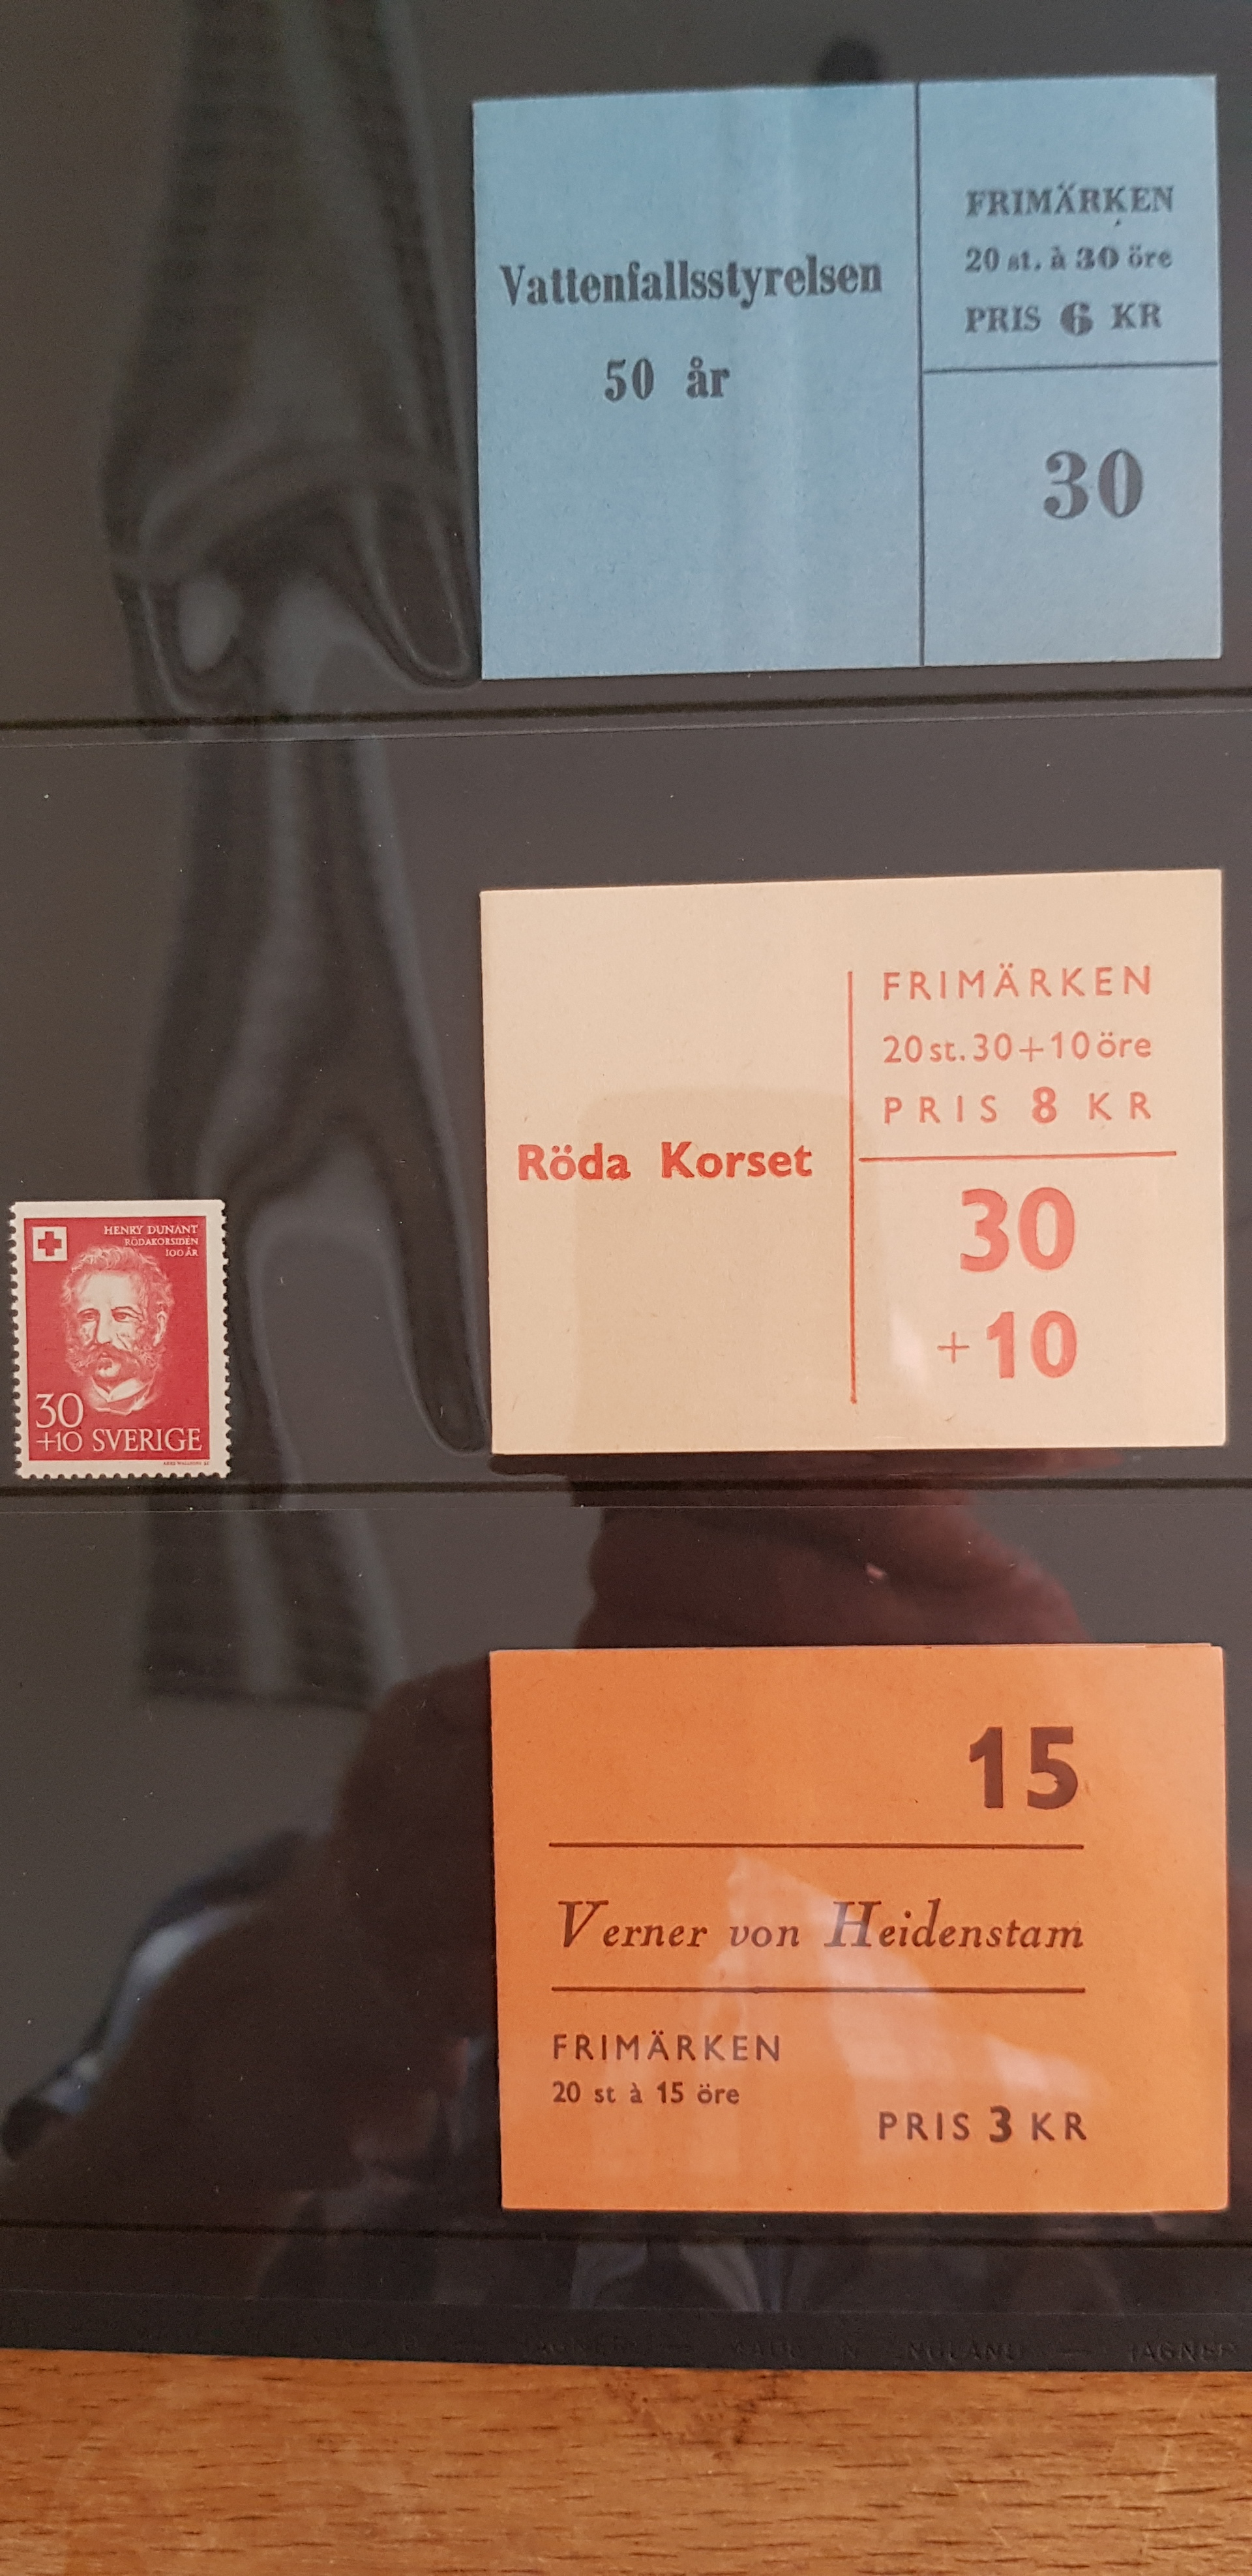 Vattenfallsstyrelsen
50 år
FRIMÄRKEN
20 st. à 30 öre
PRIS 6 KR
30
Röda Korset
FRIMÄRKEN
20 st. 30+10 öre
PRIS 8 KR
30
+10
HENRY DUNANT
RÖDAKORSIDÉN
100 ÅR
30
+10 SVERIGE
15
Verner von Heidenstam
FRIMÄRKEN
20 st à 15 öre
PRIS 3 KR